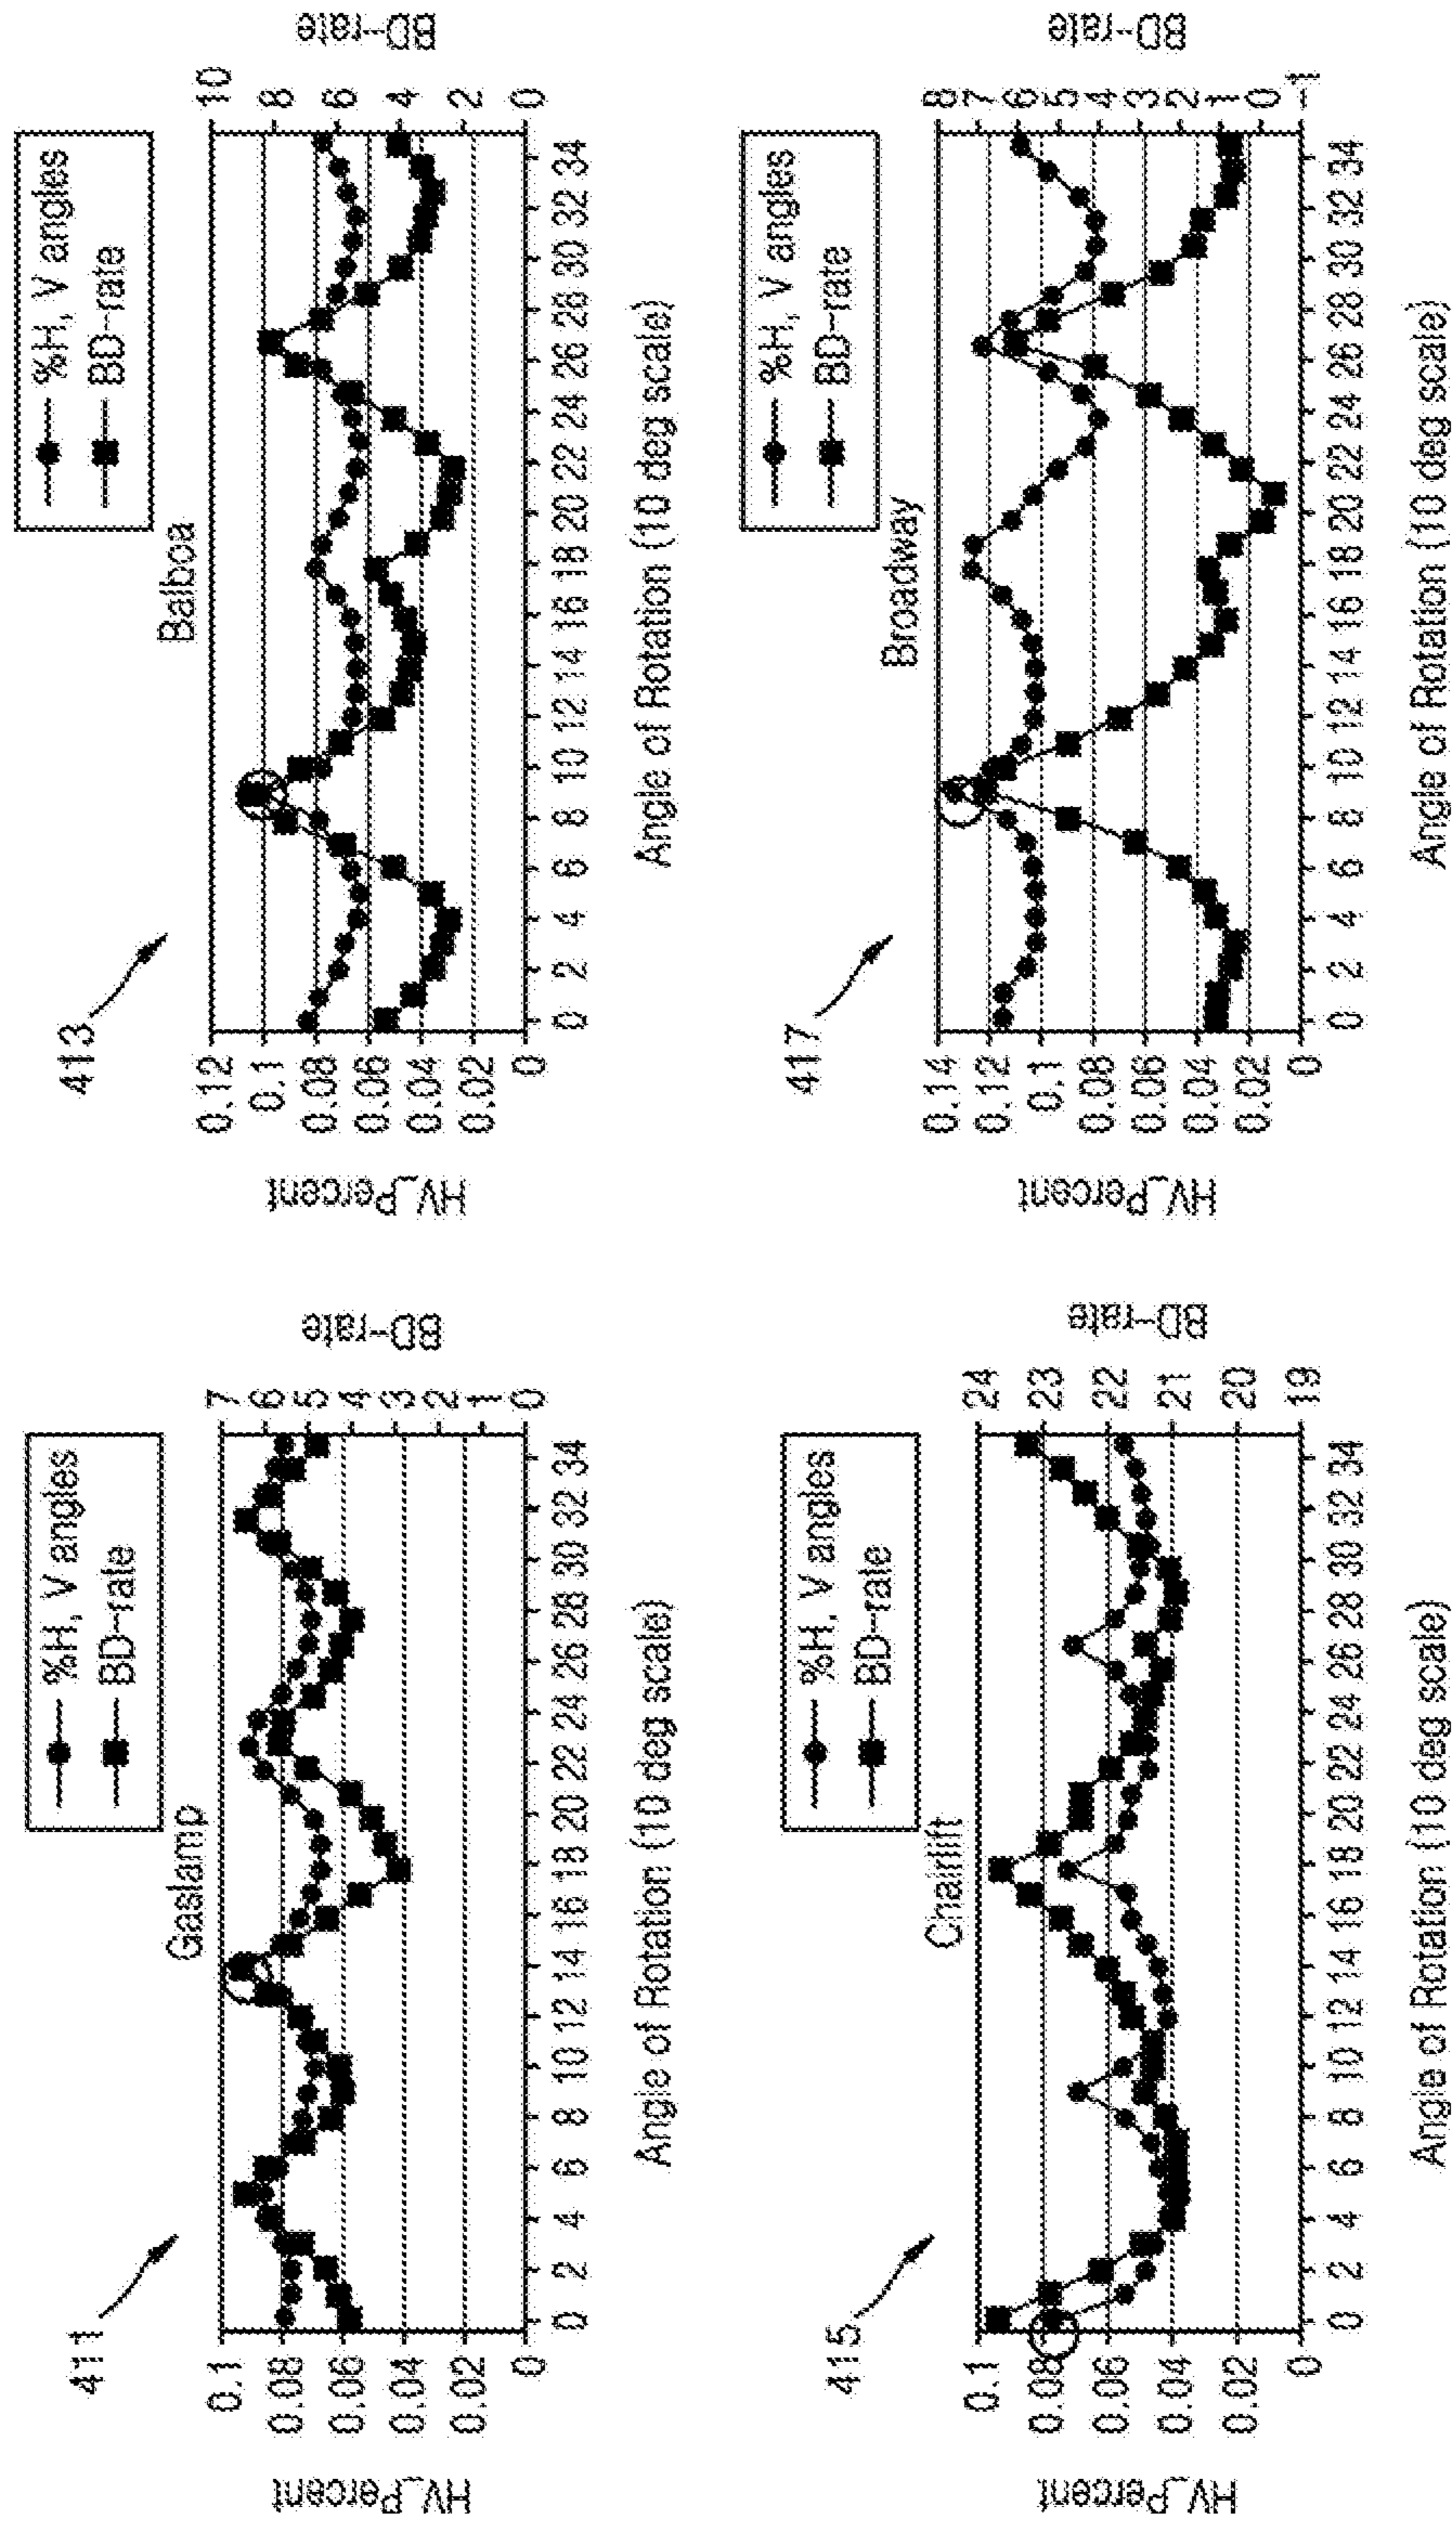 411
Gaslamp
%H, V angles
BD-rate
0.1
0.08
0.06
0.04
0.02
0
HV_Percent
7
6
5
4
3
2
1
0
BD-rate
0 2 4 6 8 10 12 14 16 18 20 22 24 26 28 30 32 34
Angle of Rotation (10 deg scale)
413
Balboa
%H, V angles
BD-rate
0.12
0.1
0.08
0.06
0.04
0.02
0
HV_Percent
10
8
6
4
2
0
BD-rate
0 2 4 6 8 10 12 14 16 18 20 22 24 26 28 30 32 34
Angle of Rotation (10 deg scale)
415
Chairlift
%H, V angles
BD-rate
0.1
0.08
0.06
0.04
0.02
0
HV_Percent
24
23
22
21
20
19
BD-rate
0 2 4 6 8 10 12 14 16 18 20 22 24 26 28 30 32 34
Angle of Rotation (10 deg scale)
417
Broadway
%H, V angles
BD-rate
0.14
0.12
0.1
0.08
0.06
0.04
0.02
0
HV_Percent
8
7
6
5
4
3
2
1
0
-1
BD-rate
0 2 4 6 8 10 12 14 16 18 20 22 24 26 28 30 32 34
Angle of Rotation (10 deg scale)